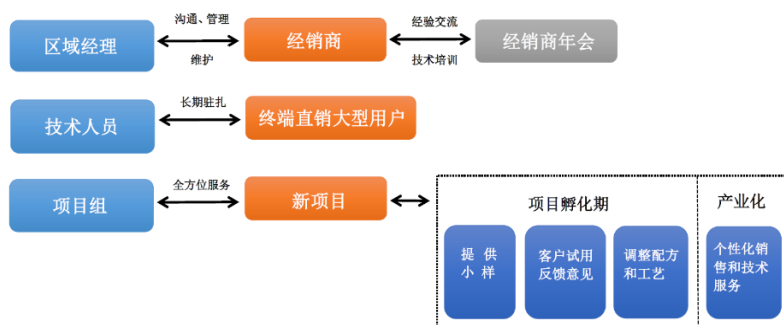 沟通、管理
经验交流
区域经理
经销商
经销商年会
维护
技术培训
长期驻扎
技术人员
终端直销大型用户
全方位服务
项目组
新项目
项目孵化期
产业化
提 供
小样
客户试用
反馈意见
调整配方
和工艺
个性化销
售和技术
服务